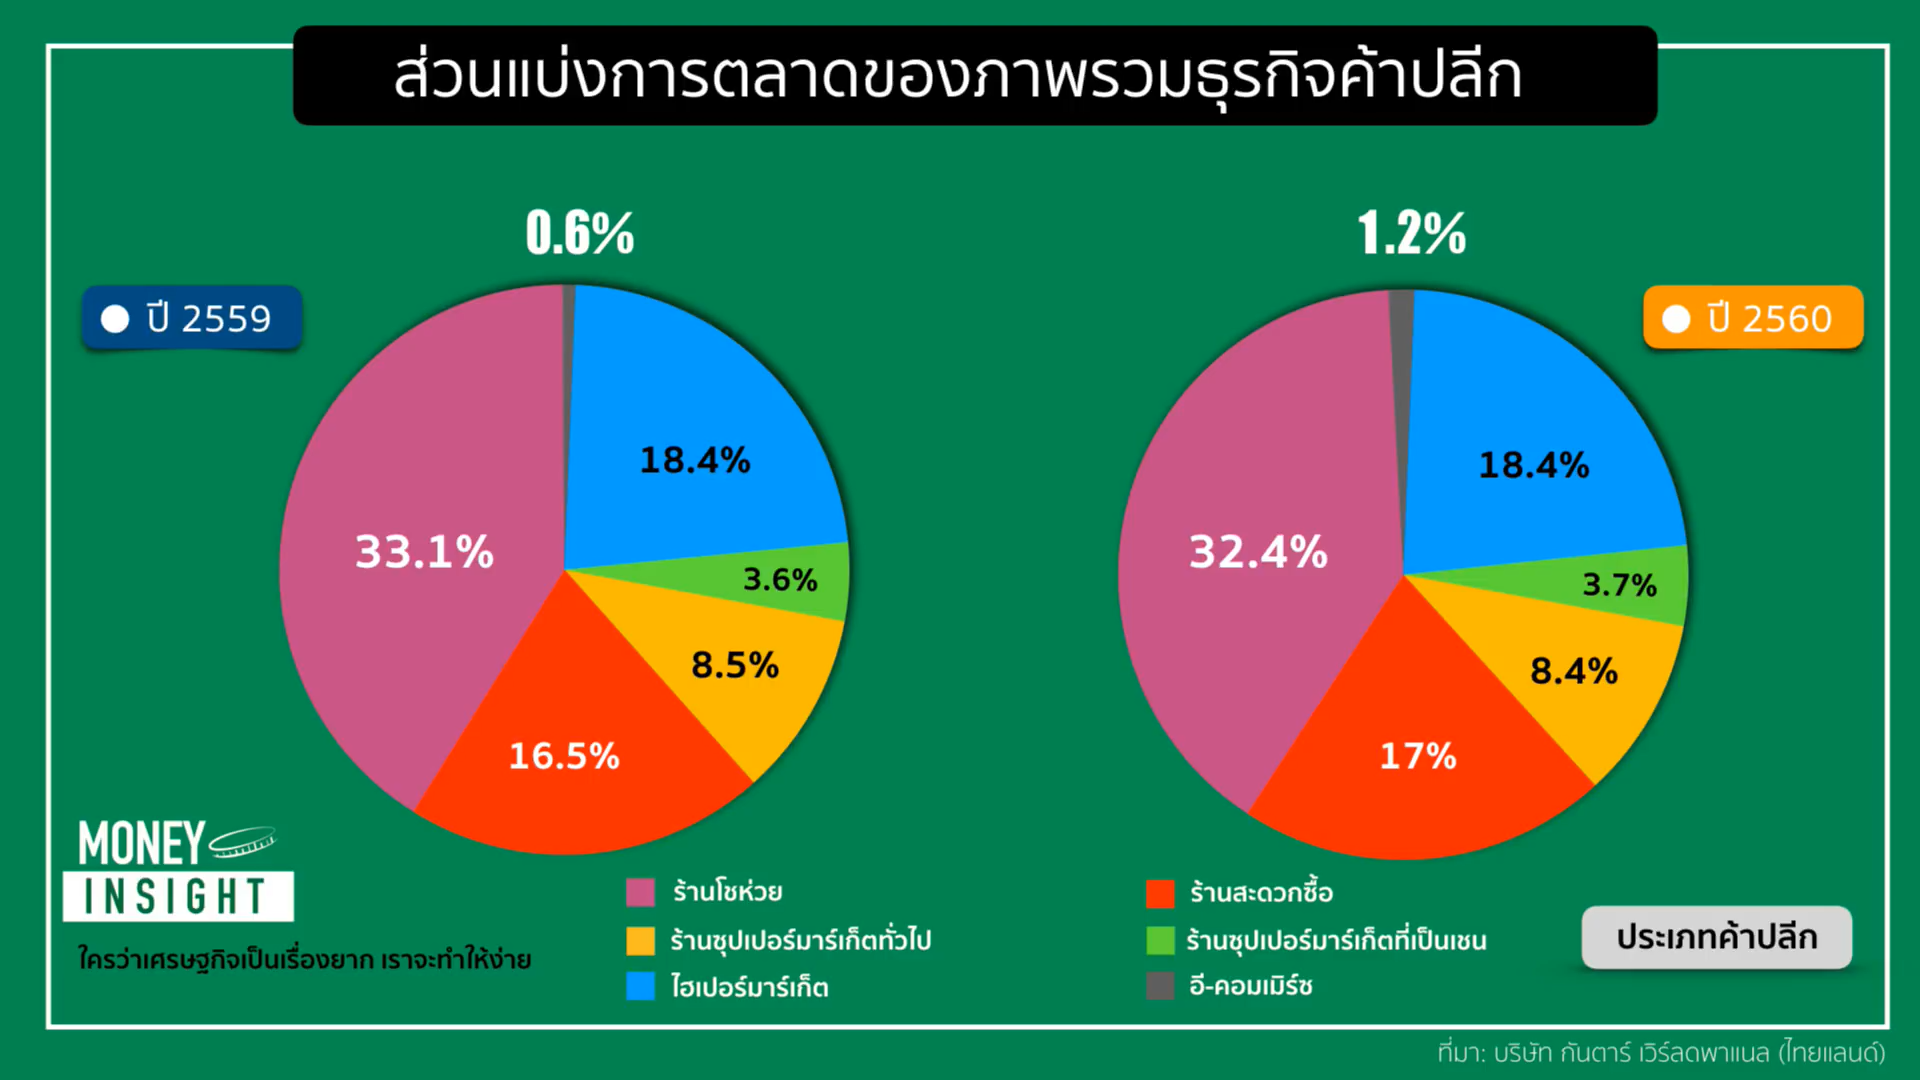 ส่วนแบ่งการตลาดของภาพรวมธุรกิจค้าปลีก
0.6%
1.2%
ปี 2559
ปี 2560
18.4%
18.4%
33.1%
32.4%
3.6%
3.7%
8.5%
8.4%
16.5%
17%
MONEY
INSIGHT
ใครว่าเศรษฐกิจเป็นเรื่องยาก เราจะทำให้ง่าย
ร้านโชห่วย
ร้านสะดวกซื้อ
ร้านซุปเปอร์มาร์เก็ตทั่วไป
ร้านซุปเปอร์มาร์เก็ตที่เป็นเชน
ไฮเปอร์มาร์เก็ต
อี-คอมเมิร์ซ
ประเภทค้าปลีก
ที่มา: บริษัท กันตาร์ เวิร์ลดพาแนล (ไทยแลนด์)